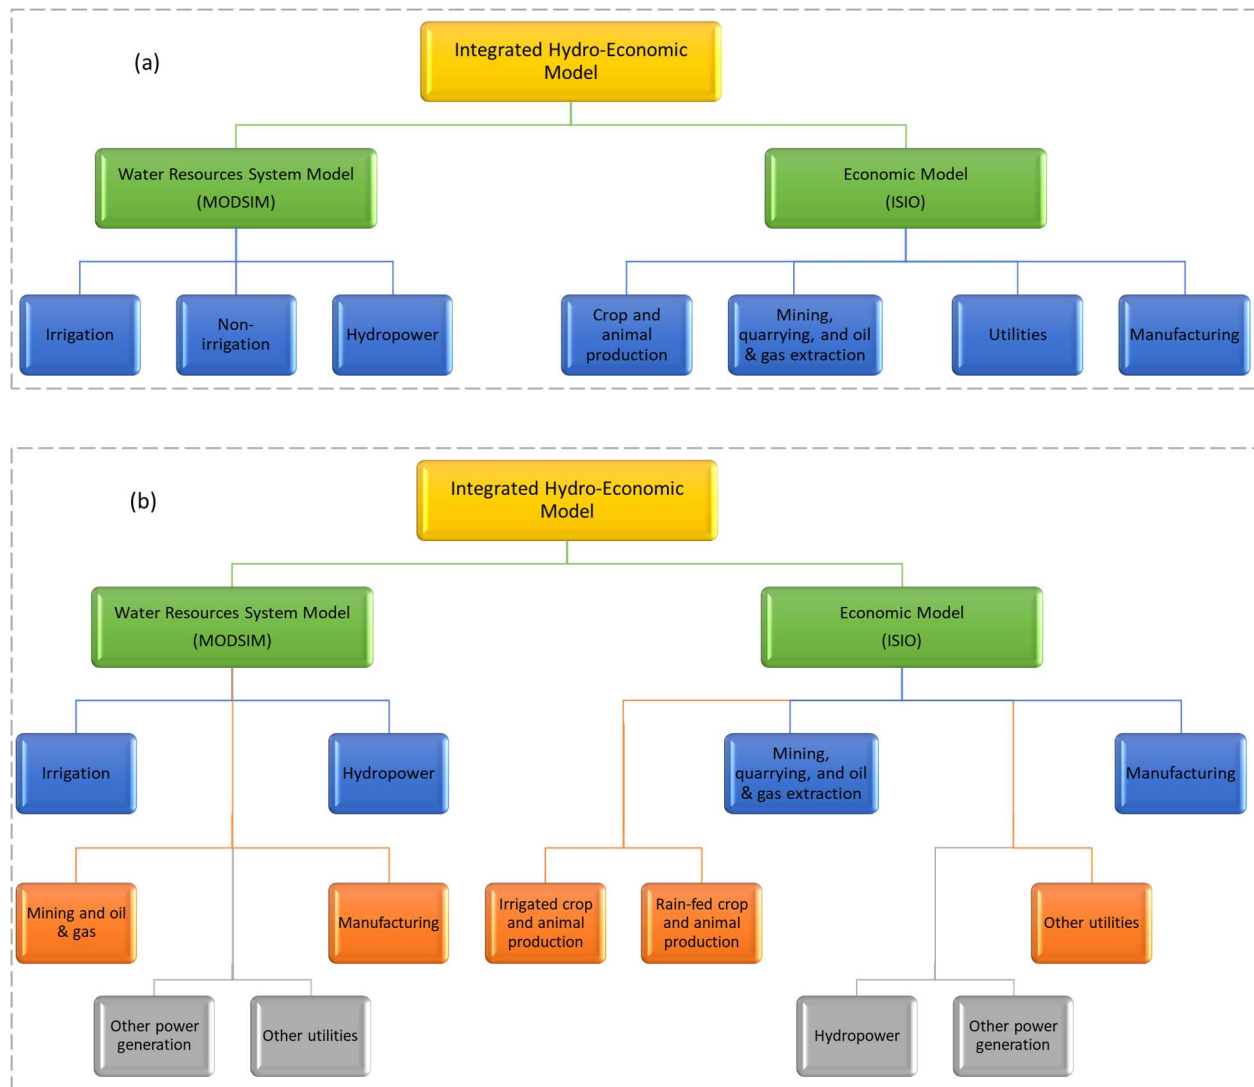 (a)
Integrated Hydro-Economic
Model
Water Resources System Model
(MODSIM)
Economic Model
(ISIO)
Irrigation
Non-
irrigation
Hydropower
Crop and
animal
production
Mining,
quarrying, and oil
& gas extraction
Utilities
Manufacturing
(b)
Integrated Hydro-Economic
Model
Water Resources System Model
(MODSIM)
Economic Model
(ISIO)
Irrigation
Hydropower
Mining,
quarrying, and oil
& gas extraction
Manufacturing
Mining and oil
& gas
Manufacturing
Irrigated crop
and animal
production
Rain-fed crop
and animal
production
Other utilities
Other power
generation
Other utilities
Hydropower
Other power
generation